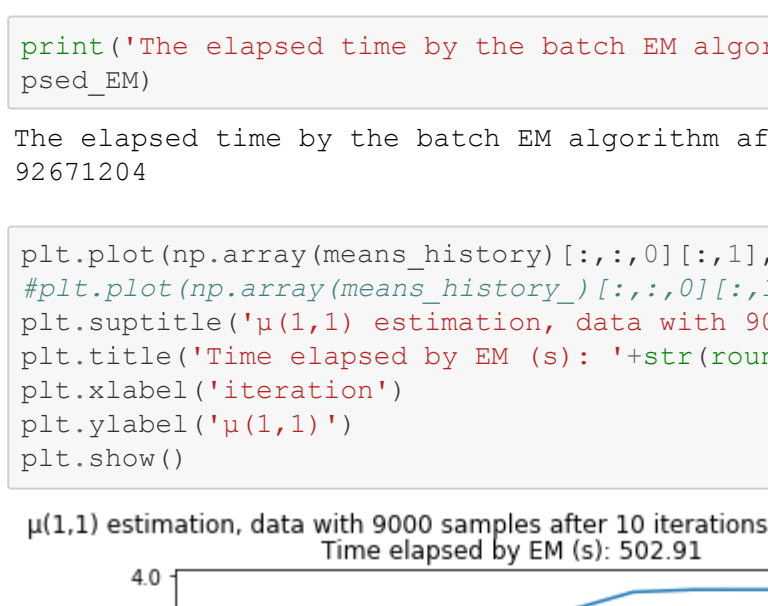 print('The elapsed time by the batch EM algor
psed_EM)
The elapsed time by the batch EM algorithm af
92671204
plt.plot(np.array(means_history)[:,:,0][:,1],
#plt.plot(np.array(means_history_)[:,:,0][:,1
plt.suptitle('μ(1,1) estimation, data with 90
plt.title('Time elapsed by EM (s): '+str(roun
plt.xlabel('iteration')
plt.ylabel('μ(1,1)')
plt.show()
μ(1,1) estimation, data with 9000 samples after 10 iterations
Time elapsed by EM (s): 502.91
4.0